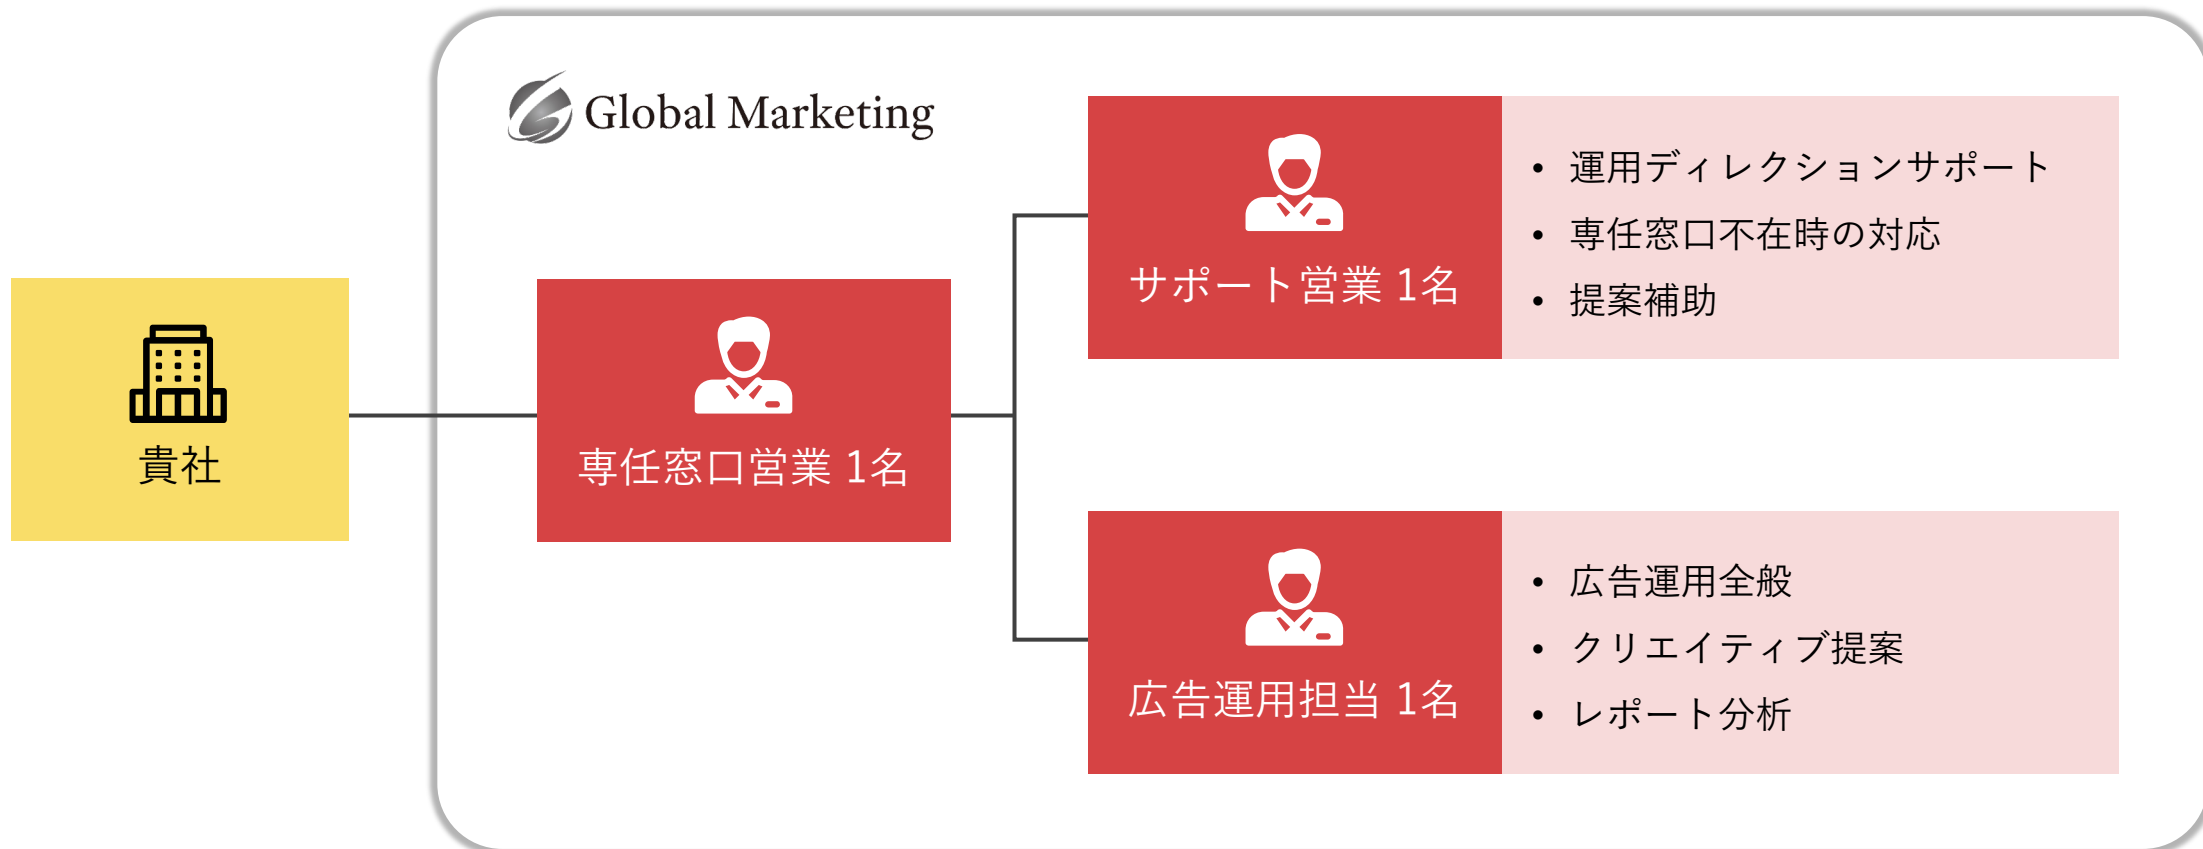 Global Marketing
貴社
専任窓口営業 1名
サポート営業 1名
• 運用ディレクションサポート
• 専任窓口不在時の対応
• 提案補助
広告運用担当 1名
• 広告運用全般
• クリエイティブ提案
• レポート分析